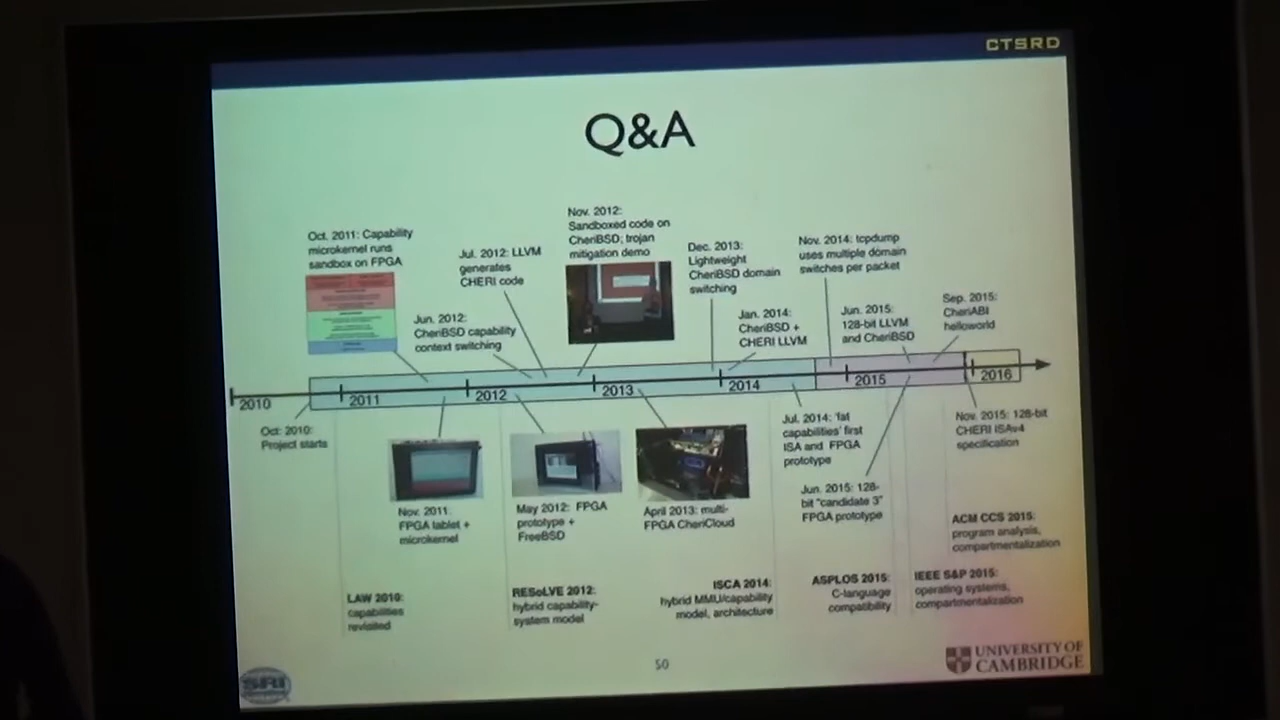 CTSRD
Q&A
Oct. 2011: Capability
microkernel runs
sandbox on FPGA
Jun. 2012:
CheriBSD capability
context switching
Jul. 2012: LLVM
generates
CHERI code
Nov. 2012:
Sandboxed code on
CheriBSD; trojan
mitigation demo
Dec. 2013:
Lightweight
CheriBSD domain
switching
Jan. 2014:
CheriBSD +
CHERI LLVM
Nov. 2014: tcpdump
uses multiple domain
switches per packet
Jun. 2015:
128-bit LLVM
and CheriBSD
Sep. 2015:
CheriABI
helloworld
2010
2011
2012
2013
2014
2015
2016
Oct: 2010:
Project starts
Nov. 2011:
FPGA tablet +
microkernel
May 2012: FPGA
prototype +
FreeBSD
April 2013: multi-
FPGA CheriCloud
Jul. 2014: 'fat
capabilities' first
ISA and FPGA
prototype
Jun. 2015: 128-
bit "candidate 3"
FPGA prototype
Nov. 2015: 128-bit
CHERI ISAv4
specification
LAW 2010:
capabilities
revisited
RESoLVE 2012:
hybrid capability-
system model
ISCA 2014:
hybrid MMU/capability
model, architecture
ASPLOS 2015:
C-language
compatibility
IEEE S&P 2015:
operating systems,
compartmentalization
ACM CCS 2015:
program analysis,
compartmentalization
SRI
50
UNIVERSITY OF
CAMBRIDGE